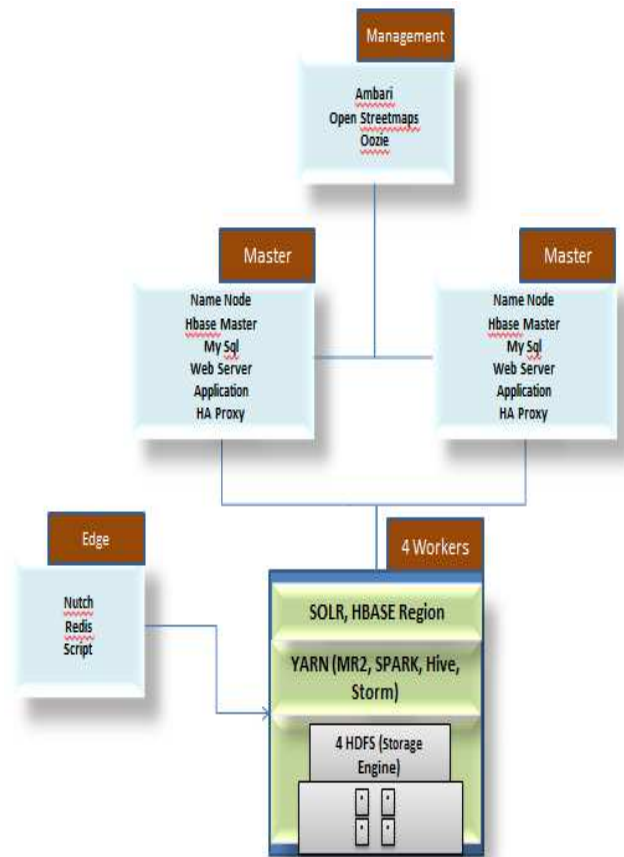 Management
Ambari
Open Streetmaps
Oozie
Master
Name Node
Hbase Master
My Sql
Web Server
Application
HA Proxy
Master
Name Node
Hbase Master
My Sql
Web Server
Application
HA Proxy
Edge
Nutch
Redis
Script
4 Workers
SOLR, HBASE Region
YARN (MR2, SPARK, Hive,
Storm)
4 HDFS (Storage
Engine)